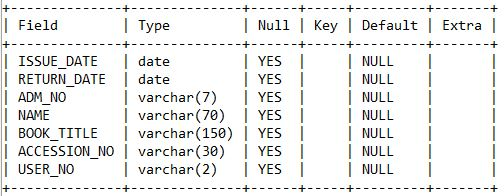 +--------------+--------------+------+-----+---------+-------+
| Field        | Type         | Null | Key | Default | Extra |
+--------------+--------------+------+-----+---------+-------+
| ISSUE_DATE   | date         | YES  |     | NULL    |       |
| RETURN_DATE  | date         | YES  |     | NULL    |       |
| ADM_NO       | varchar(7)   | YES  |     | NULL    |       |
| NAME         | varchar(70)  | YES  |     | NULL    |       |
| BOOK_TITLE   | varchar(150) | YES  |     | NULL    |       |
| ACCESSION_NO | varchar(30)  | YES  |     | NULL    |       |
| USER_NO      | varchar(2)   | YES  |     | NULL    |       |
+--------------+--------------+------+-----+---------+-------+